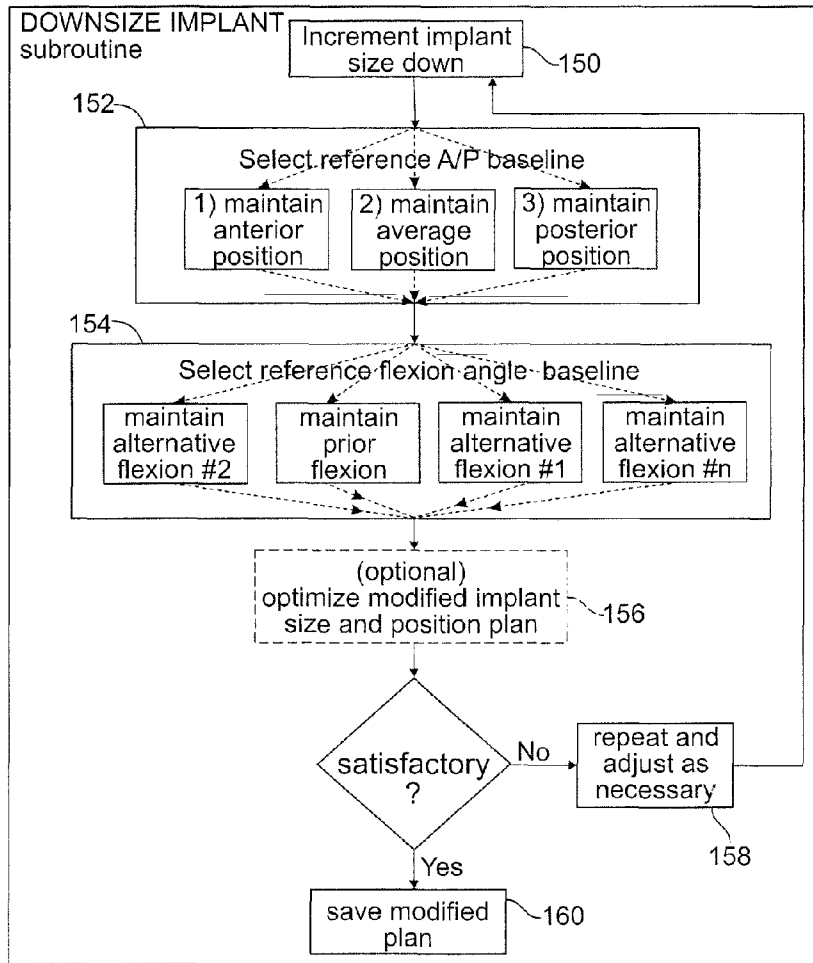 DOWNSIZE IMPLANT
subroutine
Increment implant
size down
150
152
Select reference A/P baseline
1) maintain
anterior
position
2) maintain
average
position
3) maintain
posterior
position
154
Select reference flexion angle baseline
maintain
alternative
flexion #2
maintain
prior
flexion
maintain
alternative
flexion #1
maintain
alternative
flexion #n
(optional)
optimize modified implant
size and position plan
156
satisfactory
?
No
repeat and
adjust as
necessary
158
Yes
save modified
plan
160